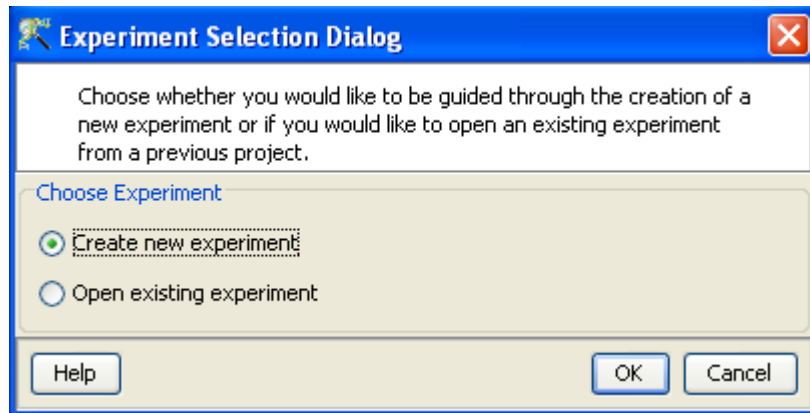 Experiment Selection Dialog
Choose whether you would like to be guided through the creation of a
new experiment or if you would like to open an existing experiment
from a previous project.
Choose Experiment
Create new experiment
Open existing experiment
Help OK Cancel